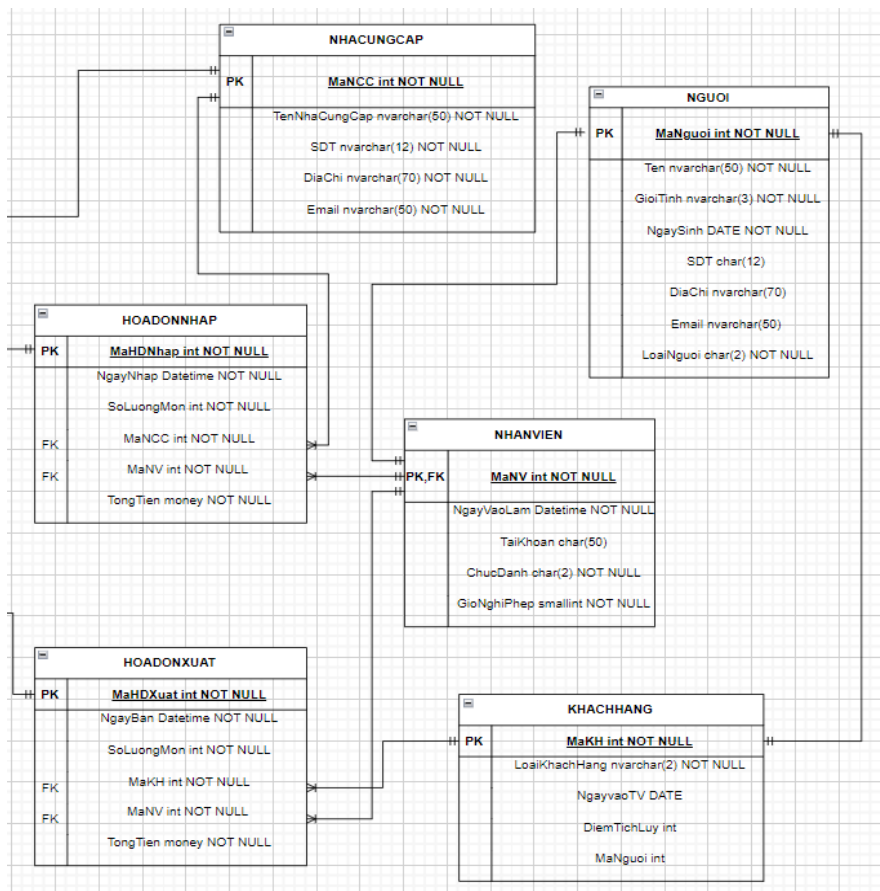 NHACUNGCAP
PK MaNCC int NOT NULL
TenNhaCungCap nvarchar(50) NOT NULL
SDT nvarchar(12) NOT NULL
DiaChi nvarchar(70) NOT NULL
Email nvarchar(50) NOT NULL
NGUOI
PK MaNguoi int NOT NULL
Ten nvarchar(50) NOT NULL
GioiTinh nvarchar(3) NOT NULL
NgaySinh DATE NOT NULL
SDT char(12)
DiaChi nvarchar(70)
Email nvarchar(50)
LoaiNguoi char(2) NOT NULL
HOADONNHAP
PK MaHDNhap int NOT NULL
NgayNhap Datetime NOT NULL
SoLuongMon int NOT NULL
FK MaNCC int NOT NULL
FK MaNV int NOT NULL
TongTien money NOT NULL
NHANVIEN
PK,FK MaNV int NOT NULL
NgayVaoLam Datetime NOT NULL
TaiKhoan char(50)
ChucDanh char(2) NOT NULL
GioNghiPhep smallint NOT NULL
HOADONXUAT
PK MaHDXuat int NOT NULL
NgayBan Datetime NOT NULL
SoLuongMon int NOT NULL
FK MaKH int NOT NULL
FK MaNV int NOT NULL
TongTien money NOT NULL
KHACHHANG
PK MaKH int NOT NULL
LoaiKhachHang nvarchar(2) NOT NULL
NgayvaoTV DATE
DiemTichLuy int
MaNguoi int